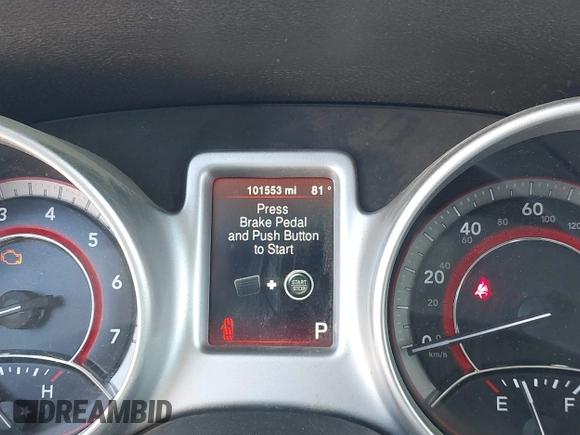 101553 mi 81°
Press
Brake Pedal
and Push Button
to Start
START
STOP
P
3 4 5 6 7
H
0 20 40 60 80
20 40 60 80 120
km/h
E F
DREAMBID